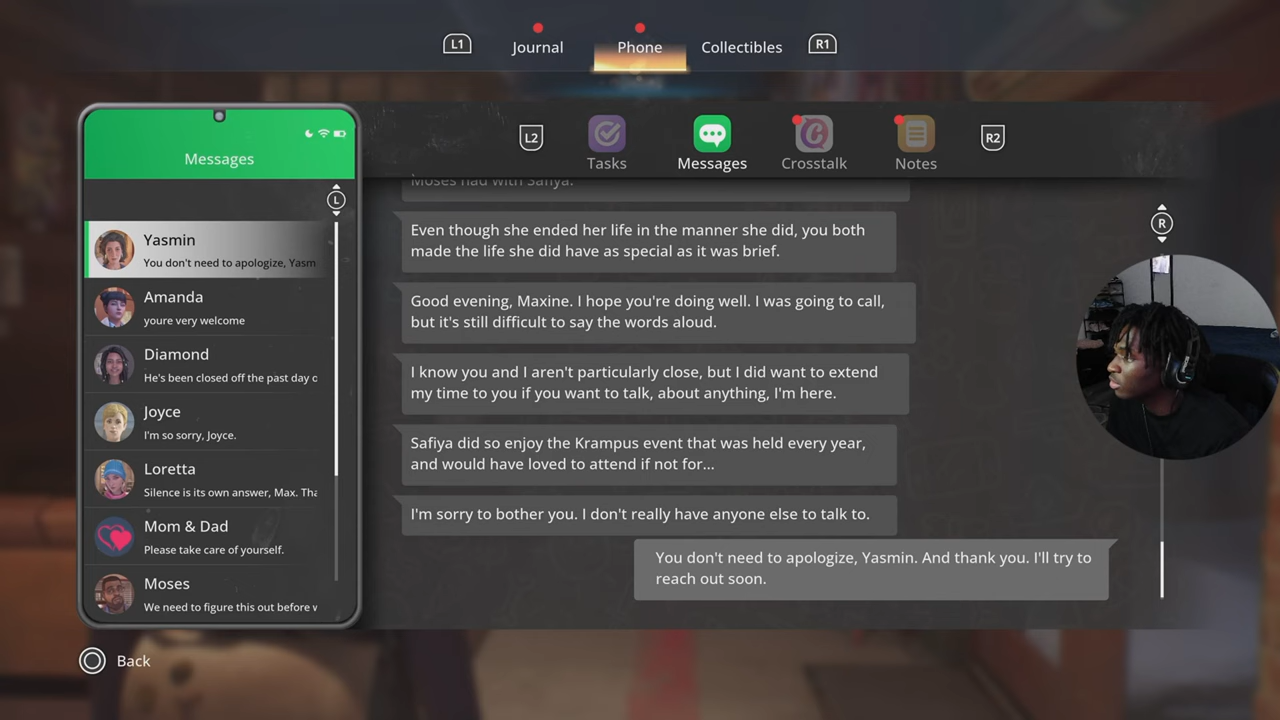 L1
Journal
Phone
Collectibles
R1
Messages
L2
Tasks
Messages
Crosstalk
Notes
R2
L
Yasmin
You don't need to apologize, Yasm
Amanda
youre very welcome
Diamond
He's been closed off the past day o
Joyce
I'm so sorry, Joyce.
Loretta
Silence is its own answer, Max. Tha
Mom & Dad
Please take care of yourself.
Moses
We need to figure this out before w
Moses had with Safiya.
Even though she ended her life in the manner she did, you both
made the life she did have as special as it was brief.
Good evening, Maxine. I hope you're doing well. I was going to call,
but it's still difficult to say the words aloud.
I know you and I aren't particularly close, but I did want to extend
my time to you if you want to talk, about anything, I'm here.
Safiya did so enjoy the Krampus event that was held every year,
and would have loved to attend if not for...
I'm sorry to bother you. I don't really have anyone else to talk to.
You don't need to apologize, Yasmin. And thank you. I'll try to
reach out soon.
R
Back